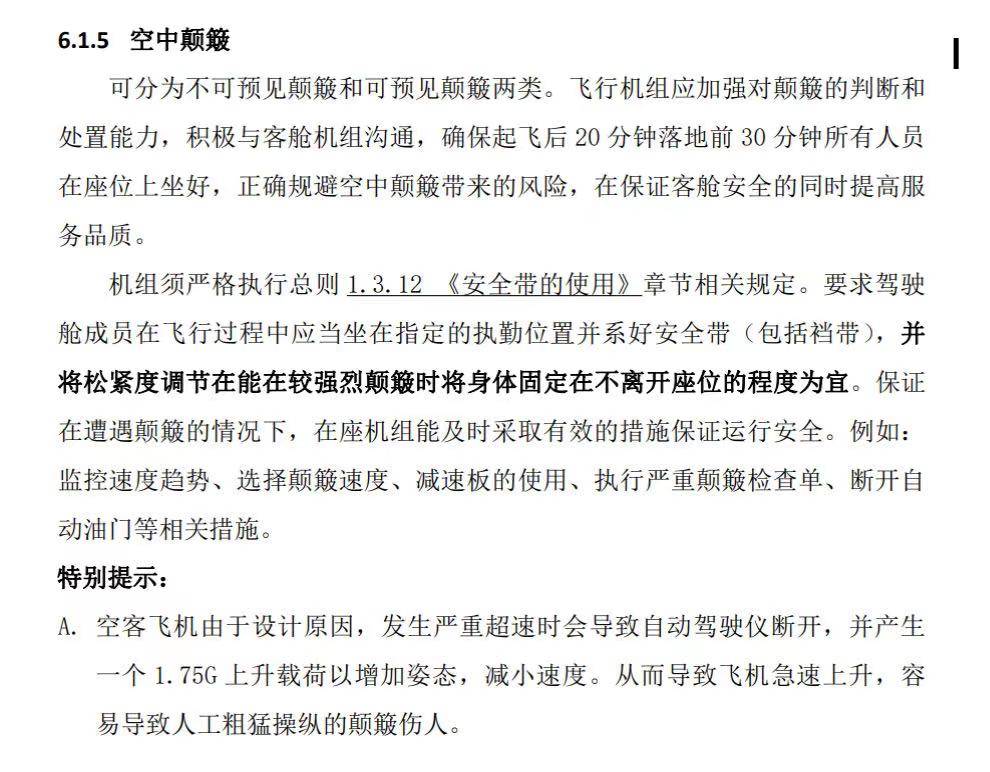 6.1.5 空中颠簸
可分为不可预见颠簸和可预见颠簸两类。飞行机组应加强对颠簸的判断和
处置能力，积极与客舱机组沟通，确保起飞后 20 分钟落地前 30 分钟所有人员
在座位上坐好，正确规避空中颠簸带来的风险，在保证客舱安全的同时提高服
务品质。
机组须严格执行总则 1.3.12 《安全带的使用》章节相关规定。要求驾驶
舱成员在飞行过程中应当坐在指定的执勤位置并系好安全带（包括裆带），并
将松紧度调节在能在较强烈颠簸时将身体固定在不离开座位的程度为宜。保证
在遭遇颠簸的情况下，在座机组能及时采取有效的措施保证运行安全。例如：
监控速度趋势、选择颠簸速度、减速板的使用、执行严重颠簸检查单、断开自
动油门等相关措施。
特别提示：
A. 空客飞机由于设计原因，发生严重超速时会导致自动驾驶仪断开，并产生
一个 1.75G 上升载荷以增加姿态，减小速度。从而导致飞机急速上升，容
易导致人工粗猛操纵的颠簸伤人。